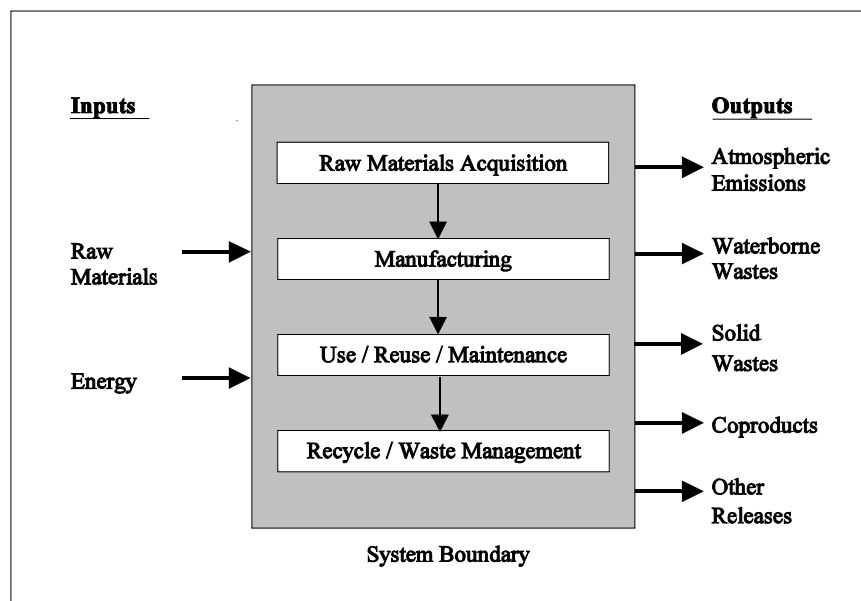 Inputs
Outputs
Raw Materials Acquisition
Atmospheric
Emissions
Raw
Materials
Manufacturing
Waterborne
Wastes
Use / Reuse / Maintenance
Solid
Wastes
Energy
Coproducts
Recycle / Waste Management
Other
Releases
System Boundary